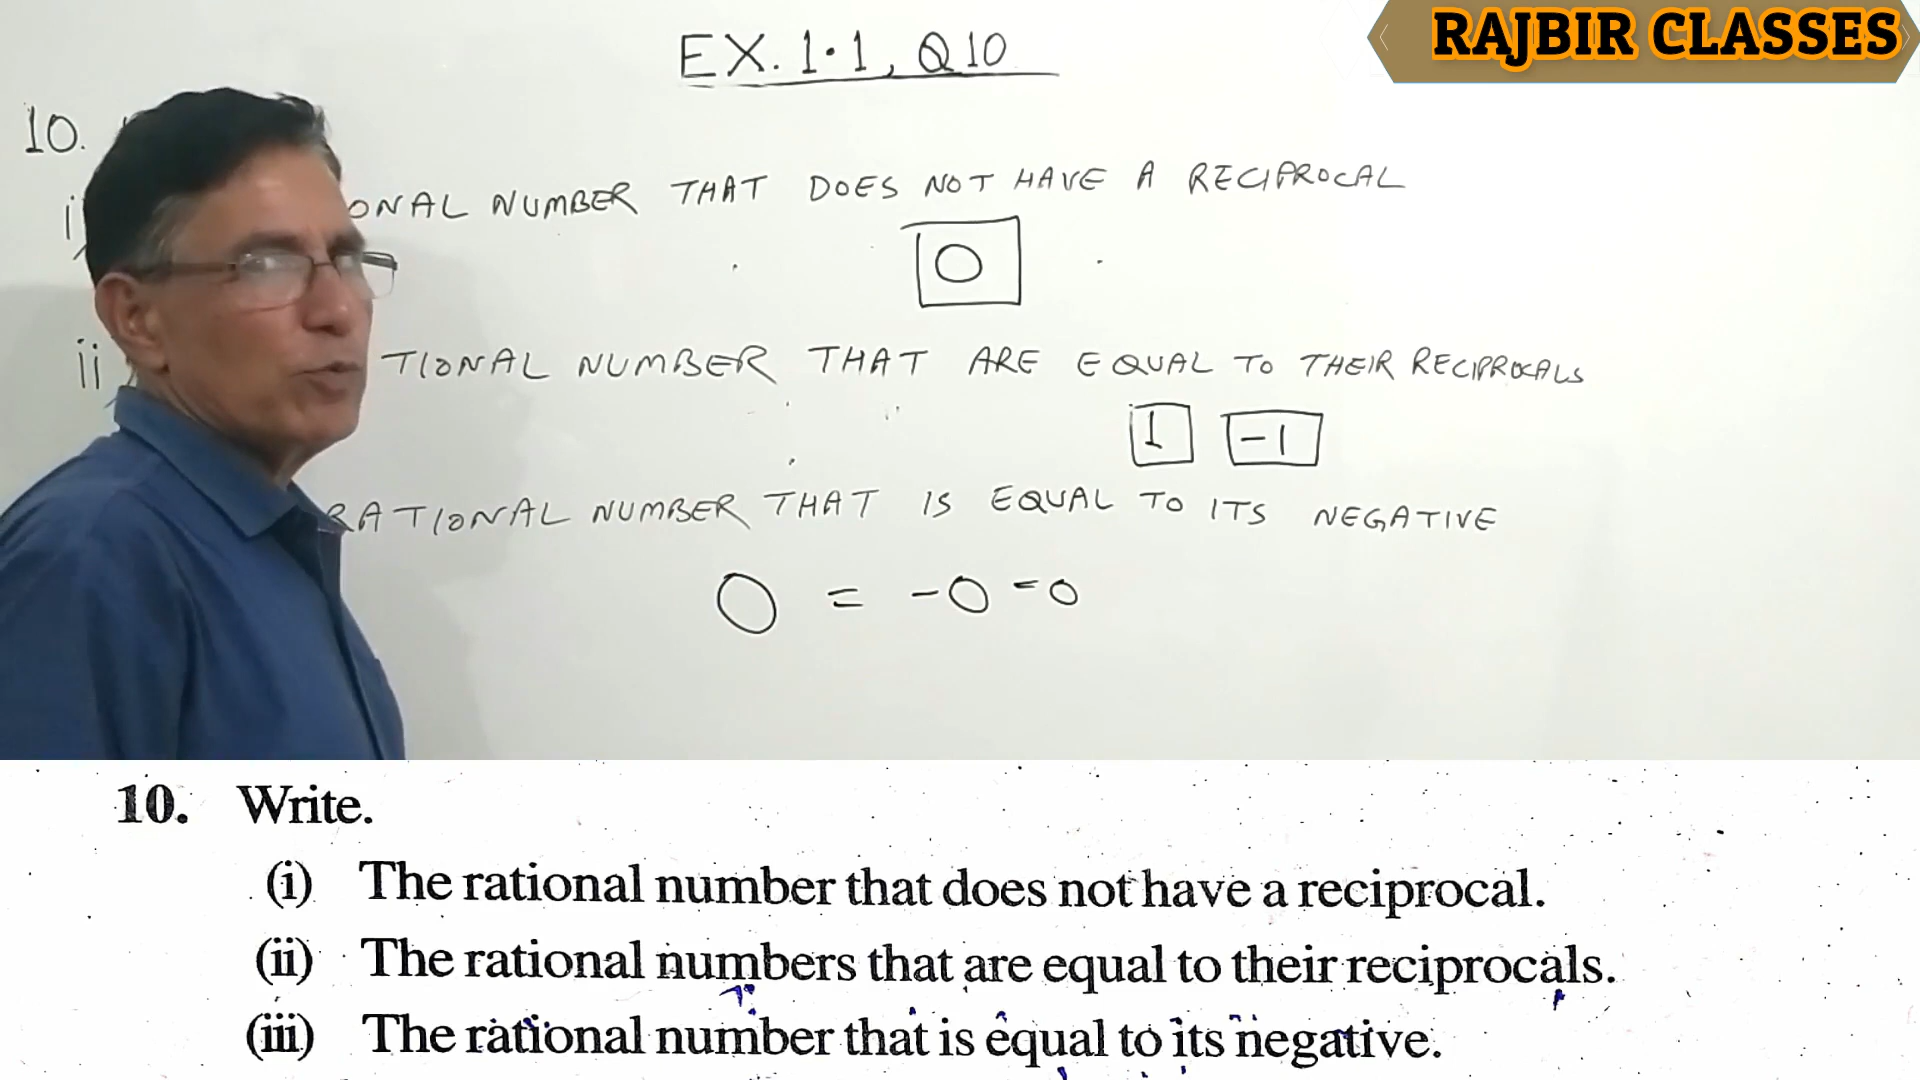 RAJBIR CLASSES
EX. 1.1, Q10
10.
i ONAL NUMBER THAT DOES NOT HAVE A RECIPROCAL
0
ii TIONAL NUMBER THAT ARE EQUAL TO THEIR RECIPROCALS
1 -1
RATIONAL NUMBER THAT IS EQUAL TO ITS NEGATIVE
0 = -0 = 0
10. Write.
(i) The rational number that does not have a reciprocal.
(ii) The rational numbers that are equal to their reciprocals.
(iii) The rational number that is equal to its negative.